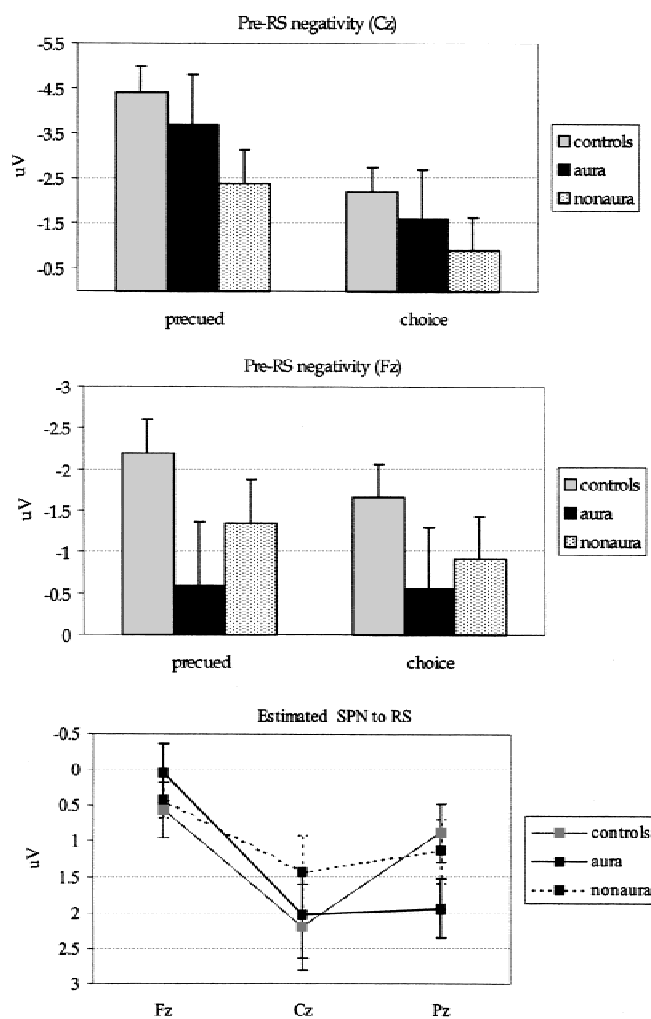 Pre-RS negativity (Cz)
-5.5
-4.5
-3.5
-2.5
-1.5
-0.5
uV
precued
choice
controls
aura
nonaura
Pre-RS negativity (Fz)
-3
-2.5
-2
-1.5
-1
-0.5
0
uV
precued
choice
controls
aura
nonaura
Estimated SPN to RS
-0.5
0
0.5
1
1.5
2
2.5
3
uV
Fz
Cz
Pz
controls
aura
nonaura